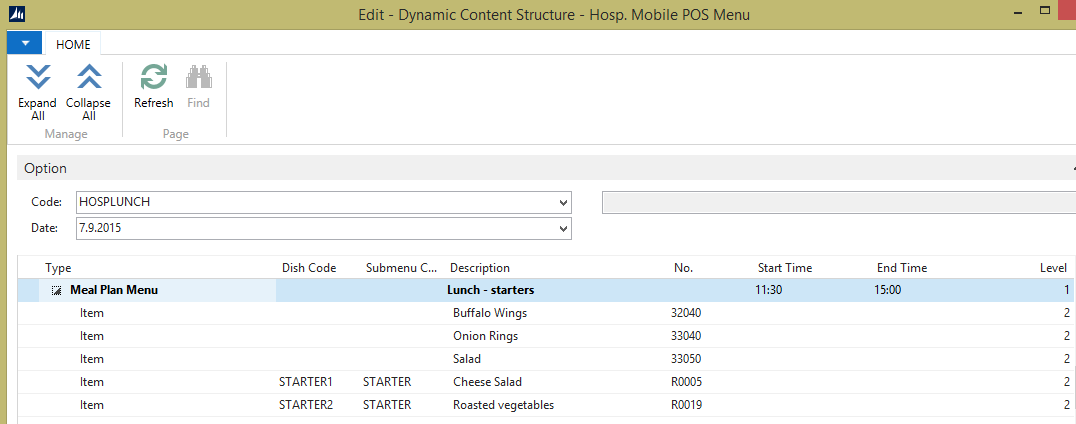 Edit - Dynamic Content Structure - Hosp. Mobile POS Menu
HOME
Expand All Collapse All Refresh Find
Manage Page
Option
Code: HOSPLUNCH
Date: 7.9.2015
Type Dish Code Submenu C... Description No. Start Time End Time Level
Meal Plan Menu Lunch - starters 11:30 15:00 1
Item Buffalo Wings 32040 2
Item Onion Rings 33040 2
Item Salad 33050 2
Item STARTER1 STARTER Cheese Salad R0005 2
Item STARTER2 STARTER Roasted vegetables R0019 2